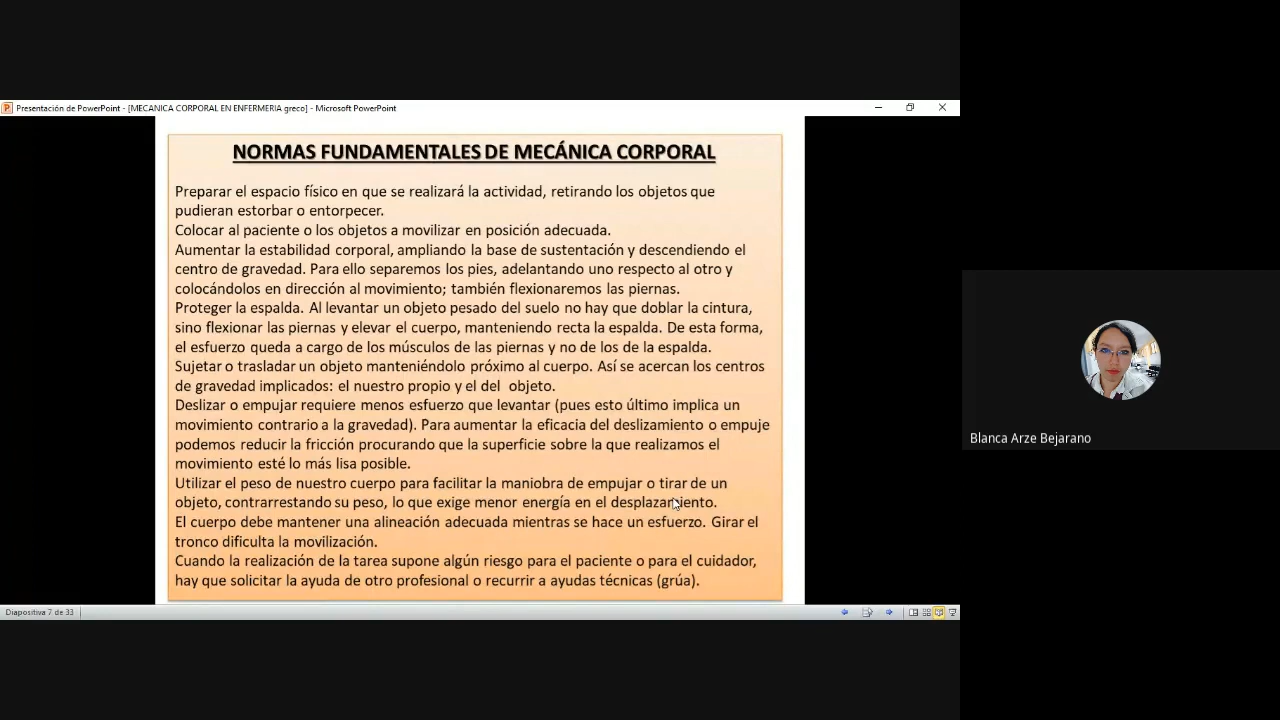 Presentación de PowerPoint - [MECANICA CORPORAL EN ENFERMERIA greco] - Microsoft PowerPoint
NORMAS FUNDAMENTALES DE MECÁNICA CORPORAL
Preparar el espacio físico en que se realizará la actividad, retirando los objetos que
pudieran estorbar o entorpecer.
Colocar al paciente o los objetos a movilizar en posición adecuada.
Aumentar la estabilidad corporal, ampliando la base de sustentación y descendiendo el
centro de gravedad. Para ello separemos los pies, adelantando uno respecto al otro y
colocándolos en dirección al movimiento; también flexionaremos las piernas.
Proteger la espalda. Al levantar un objeto pesado del suelo no hay que doblar la cintura,
sino flexionar las piernas y elevar el cuerpo, manteniendo recta la espalda. De esta forma,
el esfuerzo queda a cargo de los músculos de las piernas y no de los de la espalda.
Sujetar o trasladar un objeto manteniéndolo próximo al cuerpo. Así se acercan los centros
de gravedad implicados: el nuestro propio y el del objeto.
Deslizar o empujar requiere menos esfuerzo que levantar (pues esto último implica un
movimiento contrario a la gravedad). Para aumentar la eficacia del deslizamiento o empuje
podemos reducir la fricción procurando que la superficie sobre la que realizamos el
movimiento esté lo más lisa posible.
Utilizar el peso de nuestro cuerpo para facilitar la maniobra de empujar o tirar de un
objeto, contrarrestando su peso, lo que exige menor energía en el desplazamiento.
El cuerpo debe mantener una alineación adecuada mientras se hace un esfuerzo. Girar el
tronco dificulta la movilización.
Cuando la realización de la tarea supone algún riesgo para el paciente o para el cuidador,
hay que solicitar la ayuda de otro profesional o recurrir a ayudas técnicas (grúa).
Diapositiva 7 de 33
Blanca Arze Bejarano